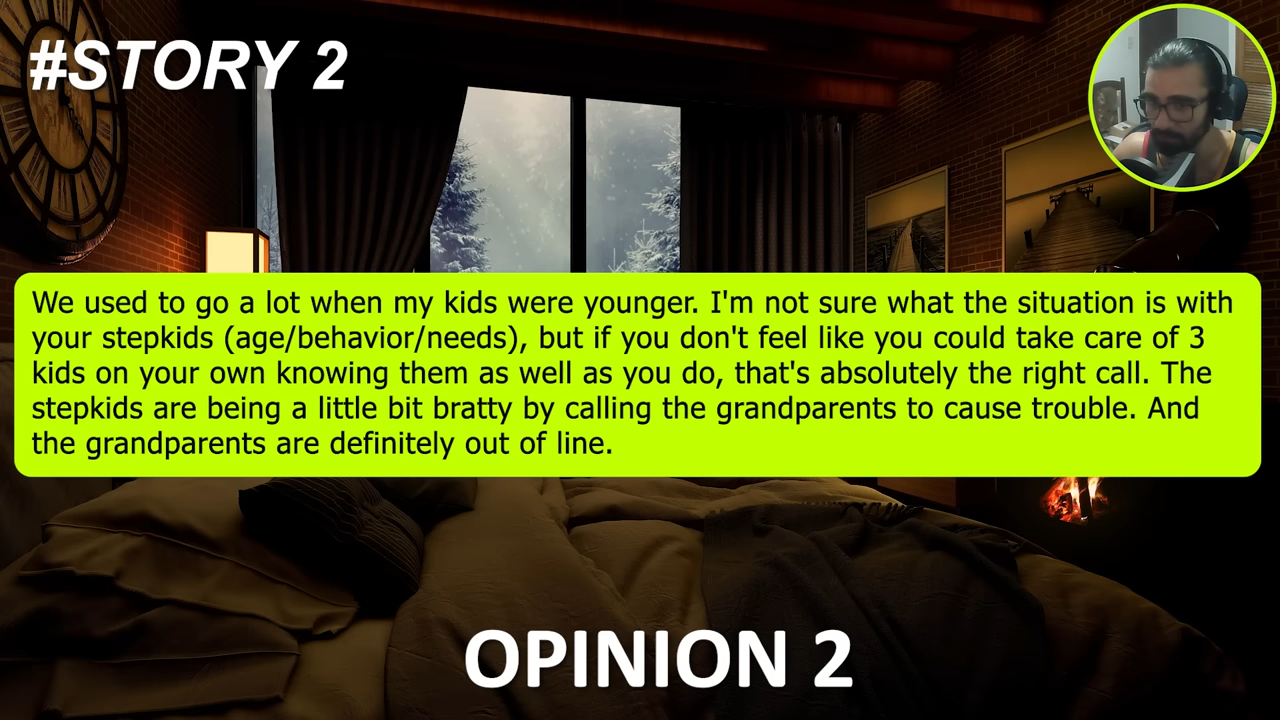 #STORY 2
We used to go a lot when my kids were younger. I'm not sure what the situation is with
your stepkids (age/behavior/needs), but if you don't feel like you could take care of 3
kids on your own knowing them as well as you do, that's absolutely the right call. The
stepkids are being a little bit bratty by calling the grandparents to cause trouble. And
the grandparents are definitely out of line.
OPINION 2